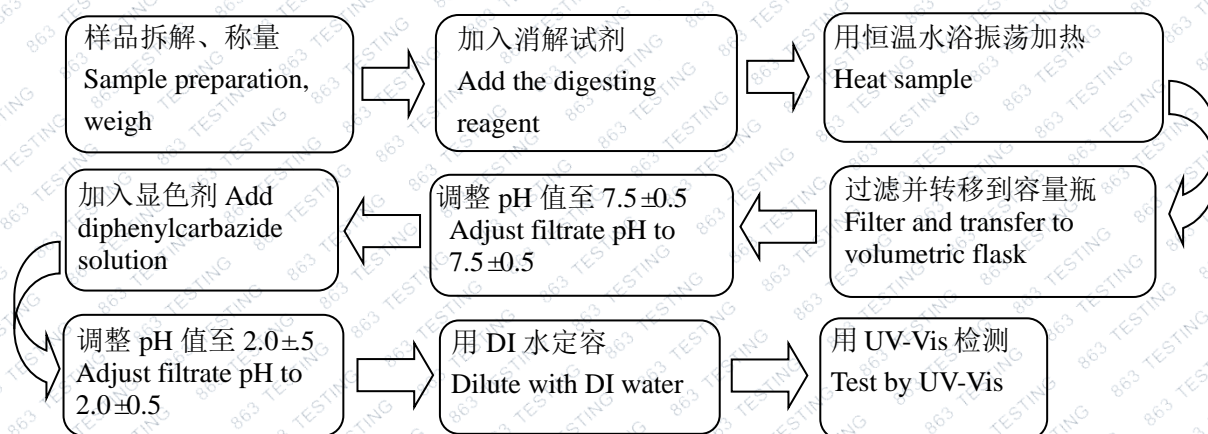 样品拆解、称量
Sample preparation,
weigh
加入消解试剂
Add the digesting
reagent
用恒温水浴振荡加热
Heat sample
过滤并转移到容量瓶
Filter and transfer to
volumetric flask
调整 pH 值至 7.5±0.5
Adjust filtrate pH to
7.5±0.5
加入显色剂 Add
diphenylcarbazide
solution
调整 pH 值至 2.0±5
Adjust filtrate pH to
2.0±0.5
用 DI 水定容
Dilute with DI water
用 UV-Vis 检测
Test by UV-Vis
863 TESTING